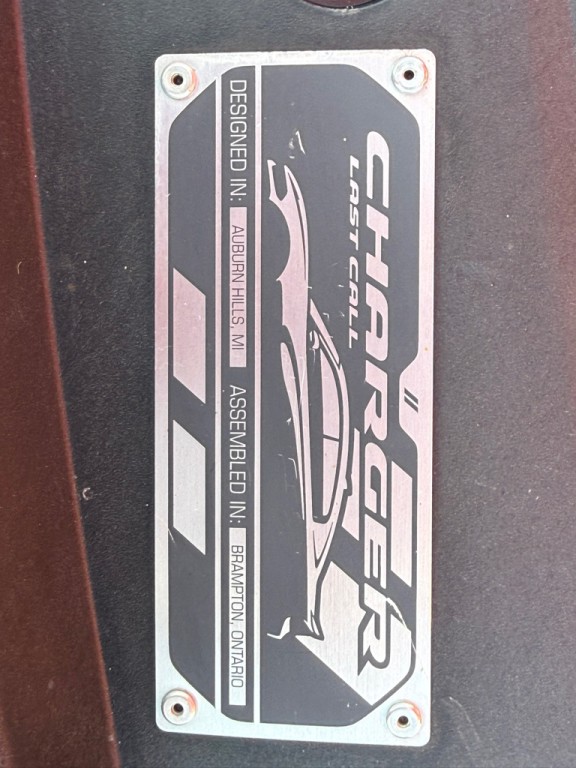 CHARGER
LAST CALL
DESIGNED IN: AUBURN HILLS, MI ASSEMBLED IN: BRAMPTON, ONTARIO